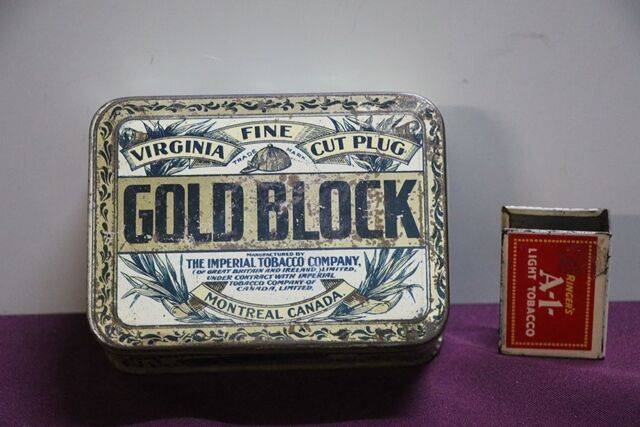 VIRGINIA FINE CUT PLUG
TRADE MARK
GOLD BLOCK
MANUFACTURED BY
THE IMPERIAL TOBACCO COMPANY,
(OF GREAT BRITAIN AND IRELAND,) LIMITED,
UNDER CONTRACT WITH IMPERIAL
TOBACCO COMPANY OF
CANADA, LIMITED,
MONTREAL CANADA
RINGER'S
A-1-
LIGHT TOBACCO